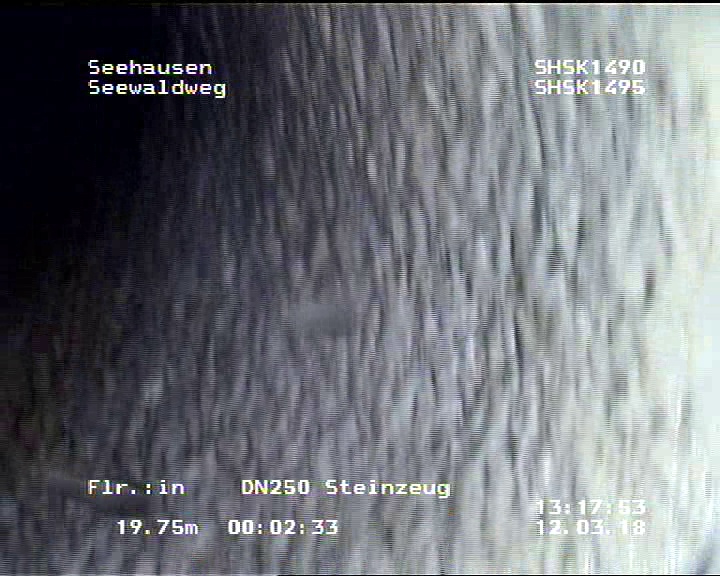 Seehausen SHSK1490
Seewaldweg SHSK1495
Flr.:in DN250 Steinzeug
13:17:53
19.75m 00:02:33 12.03.18